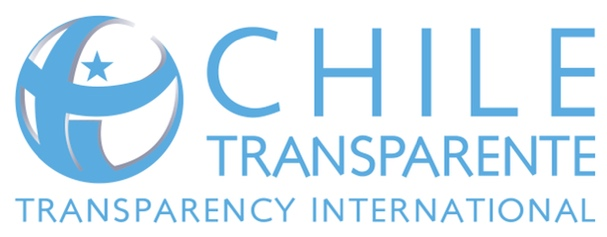 CHILE
TRANSPARENTE
TRANSPARENCY INTERNATIONAL